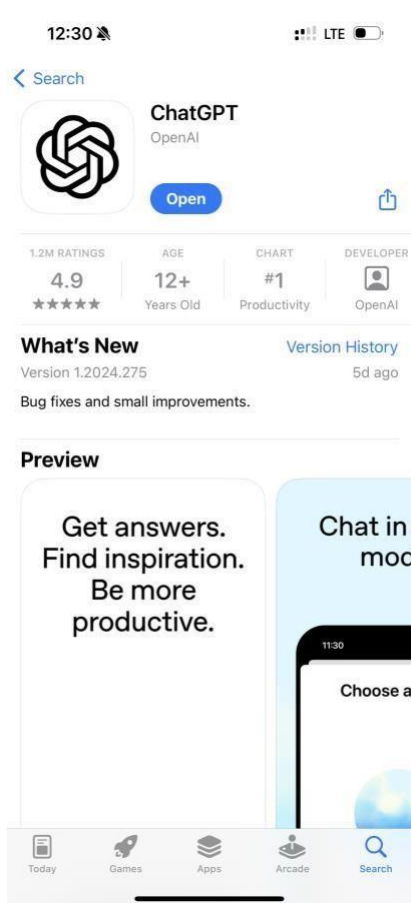 12:30
LTE
Search
ChatGPT
OpenAI
Open
1.2M RATINGS
4.9
AGE
12+
Years Old
CHART
#1
Productivity
DEVELOPER
OpenAI
What's New
Version History
Version 1.2024.275
5d ago
Bug fixes and small improvements.
Preview
Get answers.
Find inspiration.
Be more
productive.
Chat in
moc
11:30
Choose a
Today
Games
Apps
Arcade
Search